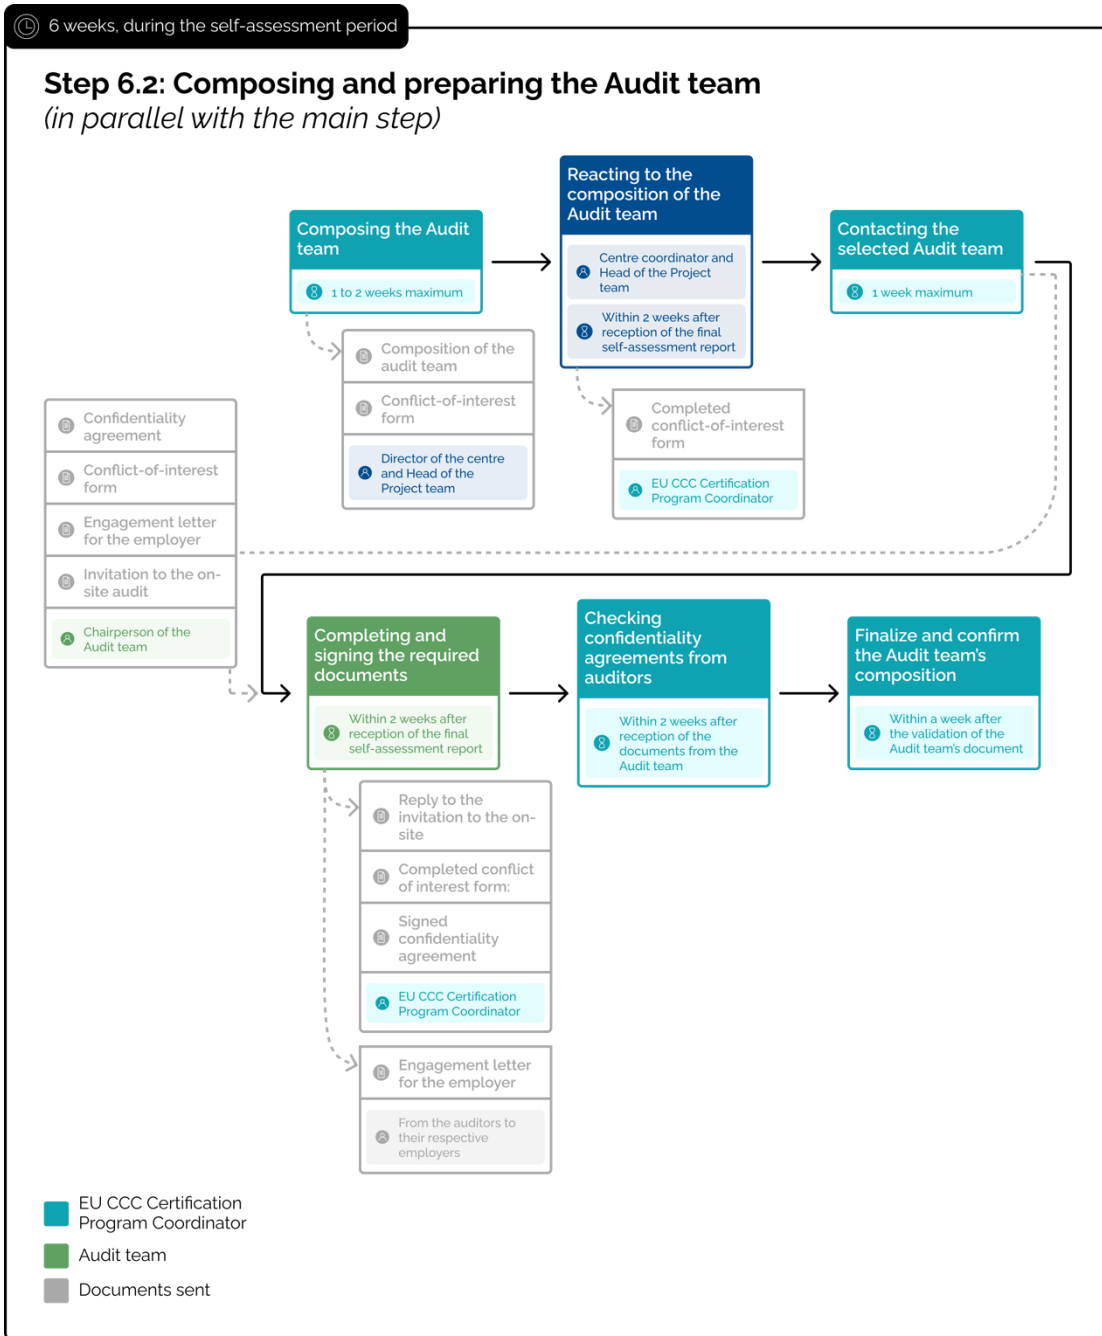 6 weeks, during the self-assessment period
Step 6.2: Composing and preparing the Audit team
(in parallel with the main step)
Composing the Audit
team
1 to 2 weeks maximum
Composition of the
audit team
Conflict-of-interest
form
Director of the centre
and Head of the
Project team
Reacting to the
composition of the
Audit team
Centre coordinator and
Head of the Project
team
Within 2 weeks after
reception of the final
self-assessment report
Completed
conflict-of-interest
form
EU CCC Certification
Program Coordinator
Contacting the
selected Audit team
1 week maximum
Confidentiality
agreement
Conflict-of-interest
form
Engagement letter
for the employer
Invitation to the on-
site audit
Chairperson of the
Audit team
Completing and
signing the required
documents
Within 2 weeks after
reception of the final
self-assessment report
Reply to the
invitation to the on-
site
Completed conflict
of interest form:
Signed
confidentiality
agreement
EU CCC Certification
Program Coordinator
Engagement letter
for the employer
From the auditors to
their respective
employers
Checking
confidentiality
agreements from
auditors
Within 2 weeks after
reception of the
documents from the
Audit team
Finalize and confirm
the Audit team's
composition
Within a week after
the validation of the
Audit team's document
EU CCC Certification
Program Coordinator
Audit team
Documents sent